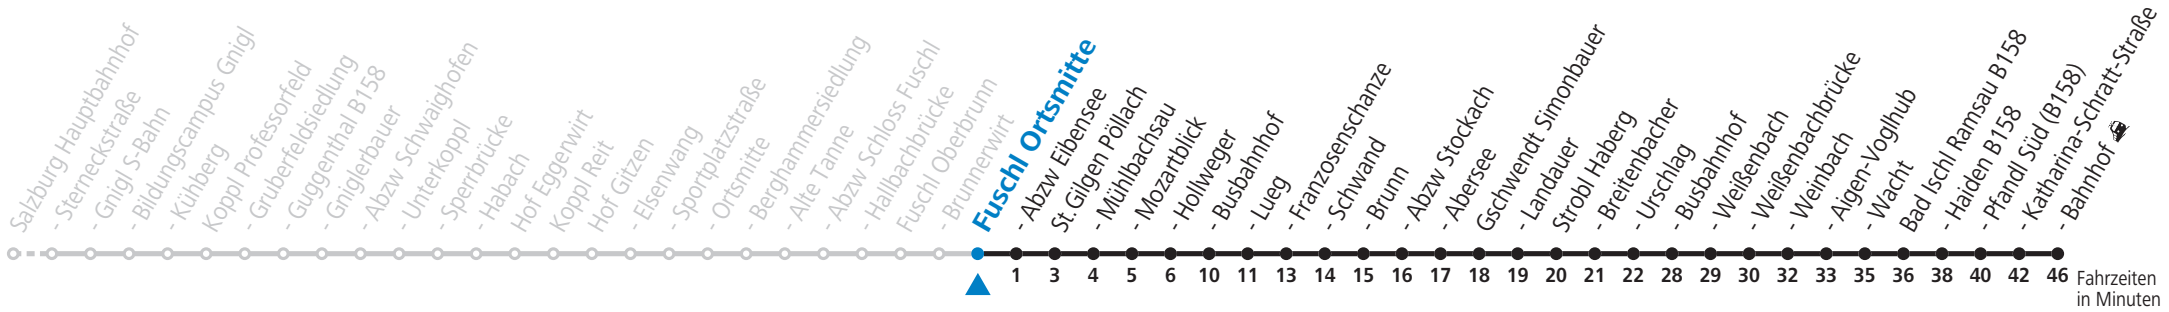 Salzburg Hauptbahnhof
- Sterneckstraße
- Gnigl S-Bahn
- Bildungscampus Gnigl
- Kühberg
Koppl Professorfeld
- Gruberfeldsiedlung
- Guggenthal B158
- Gniglerbauer
- Abzw Schwaighofen
- Unterkoppl
- Sperrbrücke
- Habach
Hof Eggerwirt
Koppl Reit
Hof Gitzen
- Elsenwang
- Sportplatzstraße
- Ortsmitte
- Berghammersiedlung
- Alte Tanne
- Abzw Schloss Fuschl
- Hallbachbrücke
Fuschl Oberbrunn
- Brunnerwirt
Fuschl Ortsmitte
- Abzw Eibensee
St. Gilgen Pöllach
- Mühlbachsau
- Mozartblick
- Hollweger
- Busbahnhof
- Lueg
- Franzosenschanze
- Schwand
- Brunn
- Abzw Stockach
- Abersee
Gschwendt Simonbauer
- Landauer
Strobl Haberg
- Breitenbacher
- Urschlag
- Busbahnhof
- Weißenbach
- Weißenbachbrücke
- Weinbach
- Aigen-Voglhub
- Wacht
Bad Ischl Ramsau B158
- Haiden B158
- Pfandl Süd (B158)
- Katharina-Schratt-Straße
- Bahnhof
1 3 4 5 6 10 11 13 14 15 16 17 18 19 20 21 22 28 29 30 32 33 35 36 38 40 42 46 Fahrzeiten
in Minuten